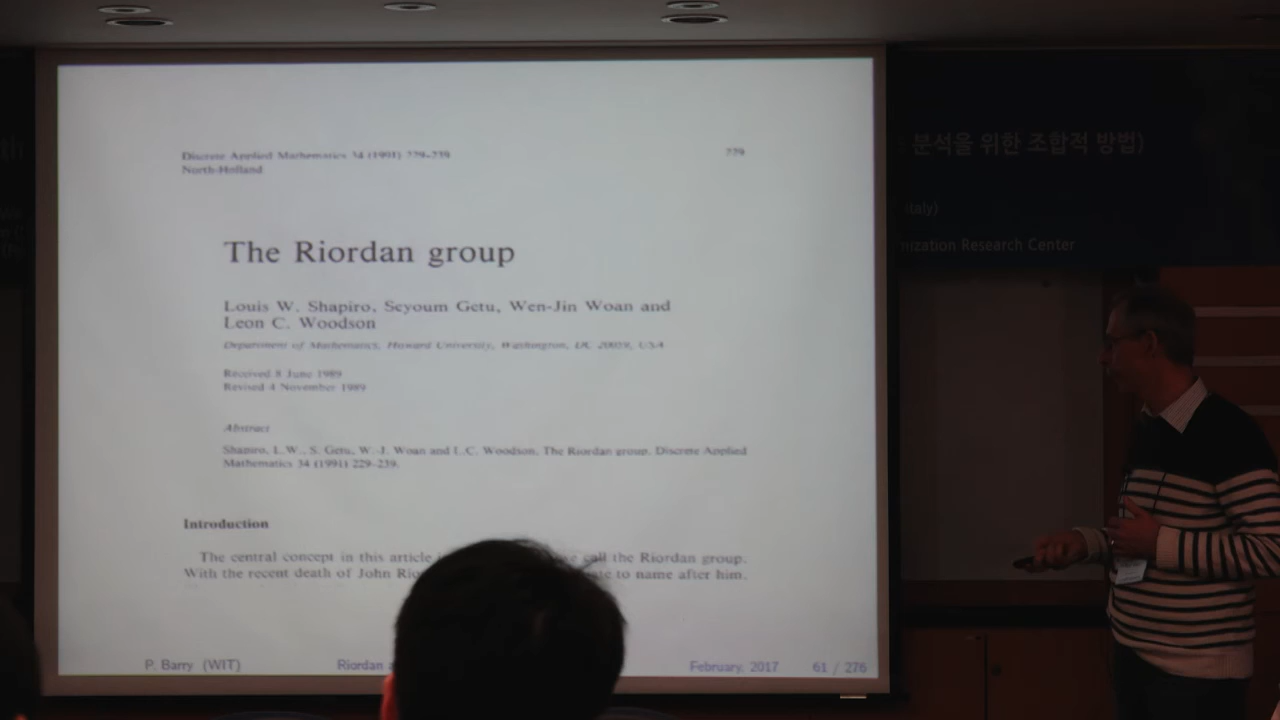 Discrete Applied Mathematics 34 (1991) 229–239
229
North-Holland
The Riordan group
Louis W. Shapiro, Seyoum Getu, Wen-Jin Woan and
Leon C. Woodson
Department of Mathematics, Howard University, Washington, DC 20059, USA
Received 8 June 1989
Revised 4 November 1989
Abstract
Shapiro, L.W., S. Getu, W.-J. Woan and L.C. Woodson, The Riordan group, Discrete Applied
Mathematics 34 (1991) 229–239.
Introduction
The central concept in this article call the Riordan group.
With the recent death of John to name after him.
P. Barry (WIT)
Riordan
February, 2017
61 / 276
분석을 위한 조합적 방법)
Italy)
Research Center